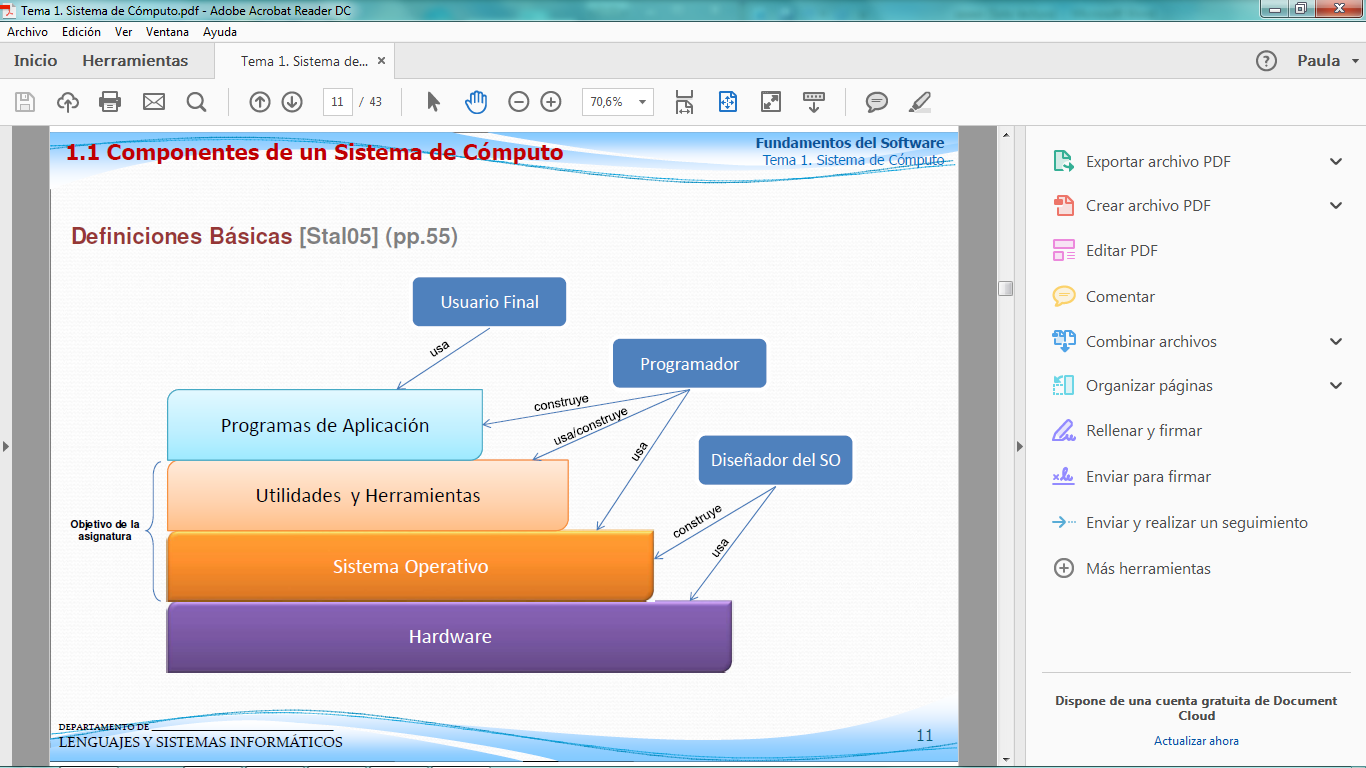 Tema 1. Sistema de Cómputo.pdf - Adobe Acrobat Reader DC
Archivo Edición Ver Ventana Ayuda
Inicio Herramientas Tema 1. Sistema de... × ? Paula
11 / 43 70,6%
1.1 Componentes de un Sistema de Cómputo
Fundamentos del Software
Tema 1. Sistema de Cómputo
Definiciones Básicas [Stal05] (pp.55)
Usuario Final
usa
Programador
construye
usa/construye
usa
Programas de Aplicación
Diseñador del SO
construye
usa
Utilidades y Herramientas
Objetivo de la
asignatura
Sistema Operativo
Hardware
DEPARTAMENTO DE
LENGUAJES Y SISTEMAS INFORMÁTICOS
11
Exportar archivo PDF
Crear archivo PDF
Editar PDF
Comentar
Combinar archivos
Organizar páginas
Rellenar y firmar
Enviar para firmar
Enviar y realizar un seguimiento
Más herramientas
Dispone de una cuenta gratuita de Document
Cloud
Actualizar ahora